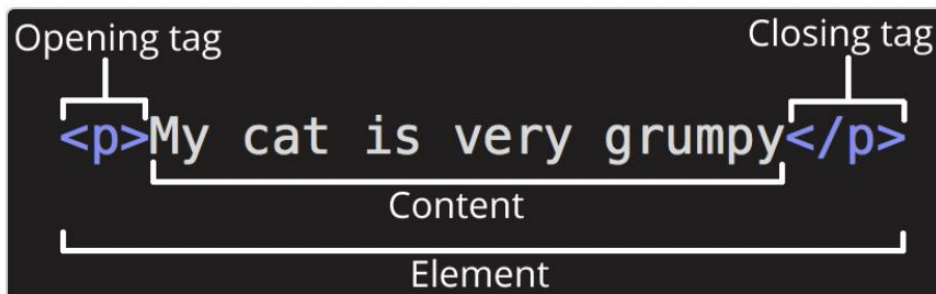 Opening tag
Closing tag
<p>My cat is very grumpy</p>
Content
Element